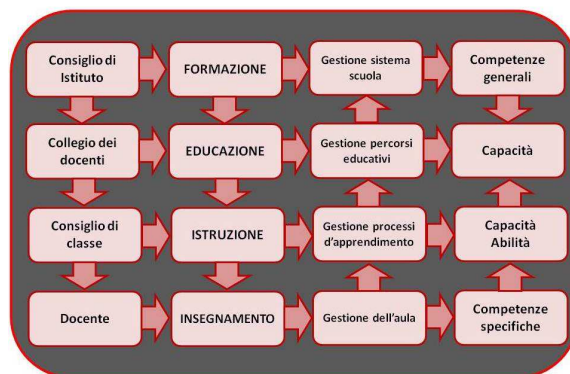 Consiglio di
Istituto
FORMAZIONE
Gestione sistema
scuola
Competenze
generali
Collegio dei
docenti
EDUCAZIONE
Gestione percorsi
educativi
Capacità
Consiglio di
classe
ISTRUZIONE
Gestione processi
d'apprendimento
Capacità
Abilità
Docente
INSEGNAMENTO
Gestione dell'aula
Competenze
specifiche